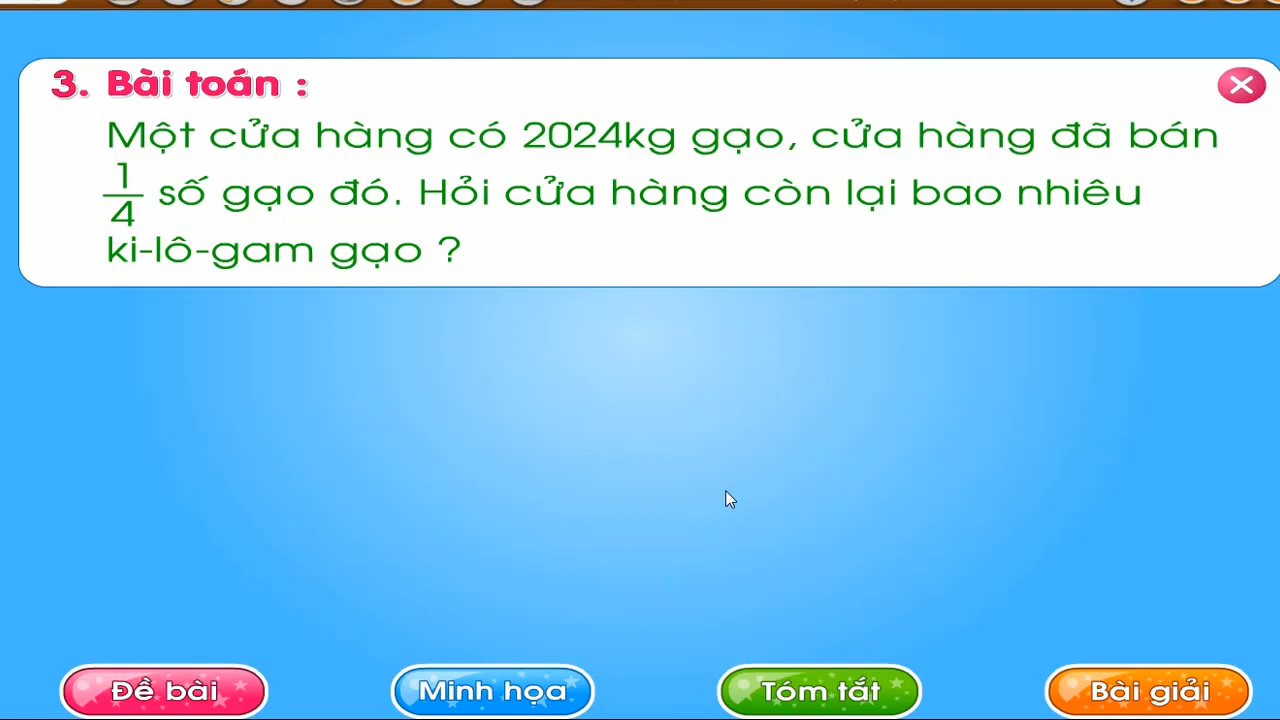 3. Bài toán :
Một cửa hàng có 2024kg gạo, cửa hàng đã bán
1/4 số gạo đó. Hỏi cửa hàng còn lại bao nhiêu
ki-lô-gam gạo ?
Đề bài
Minh họa
Tóm tắt
Bài giải